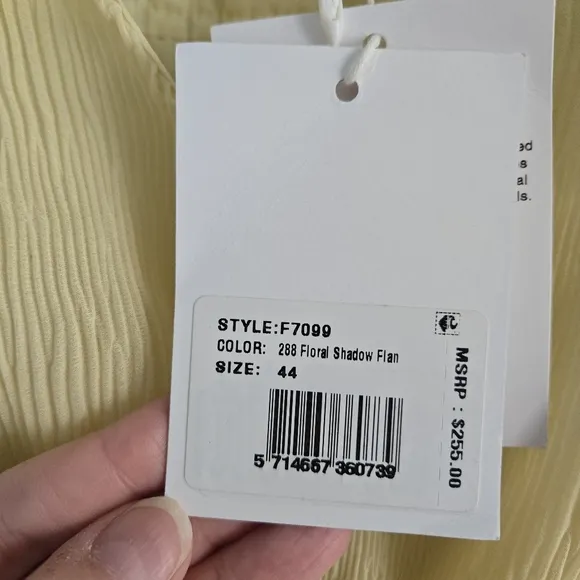 ed
s
al
ls.
STYLE:F7099
COLOR: 288 Floral Shadow Flan
SIZE: 44
5 714667 360739
MSRP : $255.00